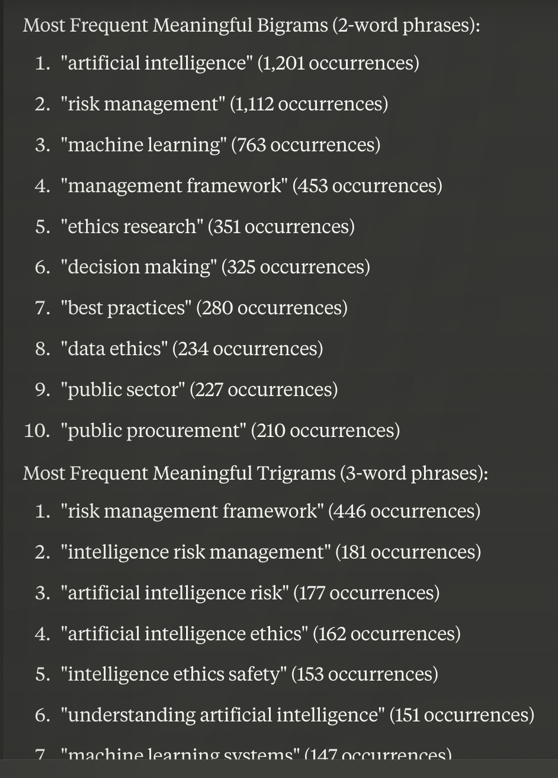 Most Frequent Meaningful Bigrams (2-word phrases):
1. "artificial intelligence" (1,201 occurrences)
2. "risk management" (1,112 occurrences)
3. "machine learning" (763 occurrences)
4. "management framework" (453 occurrences)
5. "ethics research" (351 occurrences)
6. "decision making" (325 occurrences)
7. "best practices" (280 occurrences)
8. "data ethics" (234 occurrences)
9. "public sector" (227 occurrences)
10. "public procurement" (210 occurrences)
Most Frequent Meaningful Trigrams (3-word phrases):
1. "risk management framework" (446 occurrences)
2. "intelligence risk management" (181 occurrences)
3. "artificial intelligence risk" (177 occurrences)
4. "artificial intelligence ethics" (162 occurrences)
5. "intelligence ethics safety" (153 occurrences)
6. "understanding artificial intelligence" (151 occurrences)
7. "machine learning systems" (147 occurrences)